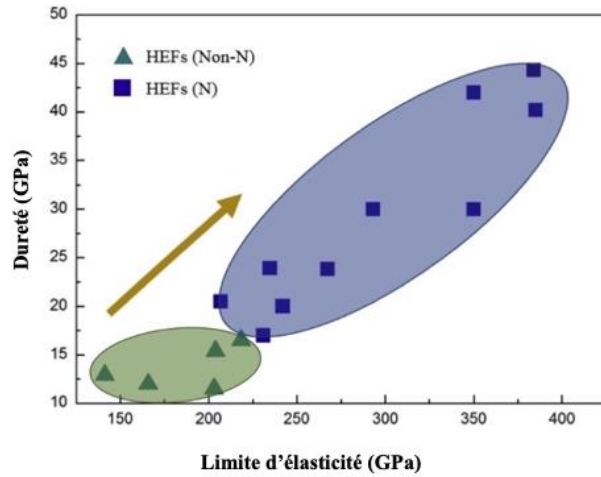 50
45
40
35
30
25
20
15
10
HEFs (Non-N)
HEFs (N)
Dureté (GPa)
150 200 250 300 350 400
Limite d’élasticité (GPa)